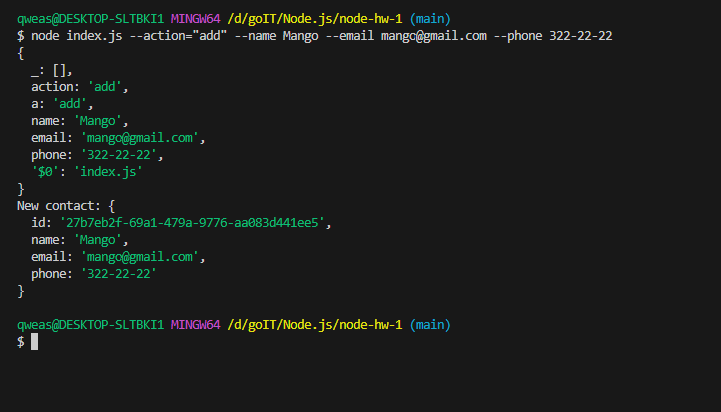 qweas@DESKTOP-SLTBKI1 MINGW64 /d/goIT/Node.js/node-hw-1 (main)
$ node index.js --action="add" --name Mango --email mango@gmail.com --phone 322-22-22
{
  _: [],
  action: 'add',
  a: 'add',
  name: 'Mango',
  email: 'mango@gmail.com',
  phone: '322-22-22',
  '$0': 'index.js'
}
New contact: {
  id: '27b7eb2f-69a1-479a-9776-aa083d441ee5',
  name: 'Mango',
  email: 'mango@gmail.com',
  phone: '322-22-22'
}
qweas@DESKTOP-SLTBKI1 MINGW64 /d/goIT/Node.js/node-hw-1 (main)
$